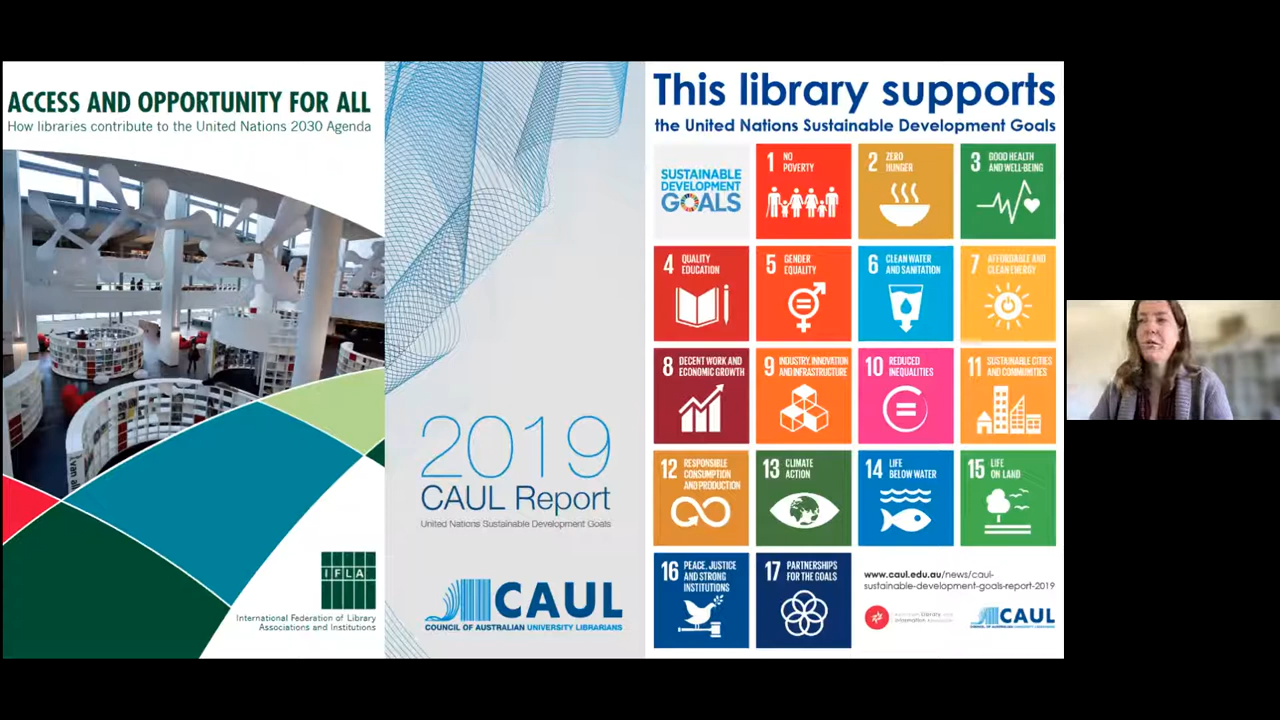 ACCESS AND OPPORTUNITY FOR ALL
How libraries contribute to the United Nations 2030 Agenda
IFLA
International Federation of Library
Associations and Institutions
2019
CAUL Report
United Nations Sustainable Development Goals
CAUL
COUNCIL OF AUSTRALIAN UNIVERSITY LIBRARIANS
This library supports
the United Nations Sustainable Development Goals
SUSTAINABLE
DEVELOPMENT
GOALS
1 NO
POVERTY
2 ZERO
HUNGER
3 GOOD HEALTH
AND WELL-BEING
4 QUALITY
EDUCATION
5 GENDER
EQUALITY
6 CLEAN WATER
AND SANITATION
7 AFFORDABLE AND
CLEAN ENERGY
8 DECENT WORK AND
ECONOMIC GROWTH
9 INDUSTRY, INNOVATION
AND INFRASTRUCTURE
10 REDUCED
INEQUALITIES
11 SUSTAINABLE CITIES
AND COMMUNITIES
12 RESPONSIBLE
CONSUMPTION
AND PRODUCTION
13 CLIMATE
ACTION
14 LIFE
BELOW WATER
15 LIFE
ON LAND
16 PEACE, JUSTICE
AND STRONG
INSTITUTIONS
17 PARTNERSHIPS
FOR THE GOALS
www.caul.edu.au/news/caul-
sustainable-development-goals-report-2019
CAUL